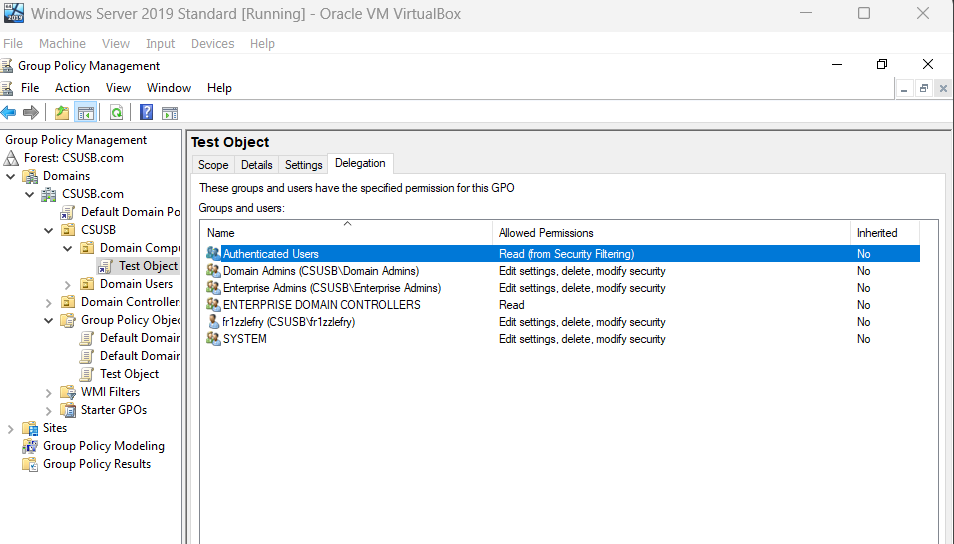 Windows Server 2019 Standard [Running] - Oracle VM VirtualBox
File Machine View Input Devices Help
Group Policy Management
File Action View Window Help
Group Policy Management
Forest: CSUSB.com
Domains
CSUSB.com
Default Domain Po
CSUSB
Domain Compu
Test Object
Domain Users
Domain Controller
Group Policy Objec
Default Domain
Default Domain
Test Object
WMI Filters
Starter GPOs
Sites
Group Policy Modeling
Group Policy Results
Test Object
Scope Details Settings Delegation
These groups and users have the specified permission for this GPO
Groups and users:
Name Allowed Permissions Inherited
Authenticated Users Read (from Security Filtering) No
Domain Admins (CSUSB\Domain Admins) Edit settings, delete, modify security No
Enterprise Admins (CSUSB\Enterprise Admins) Edit settings, delete, modify security No
ENTERPRISE DOMAIN CONTROLLERS Read No
fr1zzlefry (CSUSB\fr1zzlefry) Edit settings, delete, modify security No
SYSTEM Edit settings, delete, modify security No